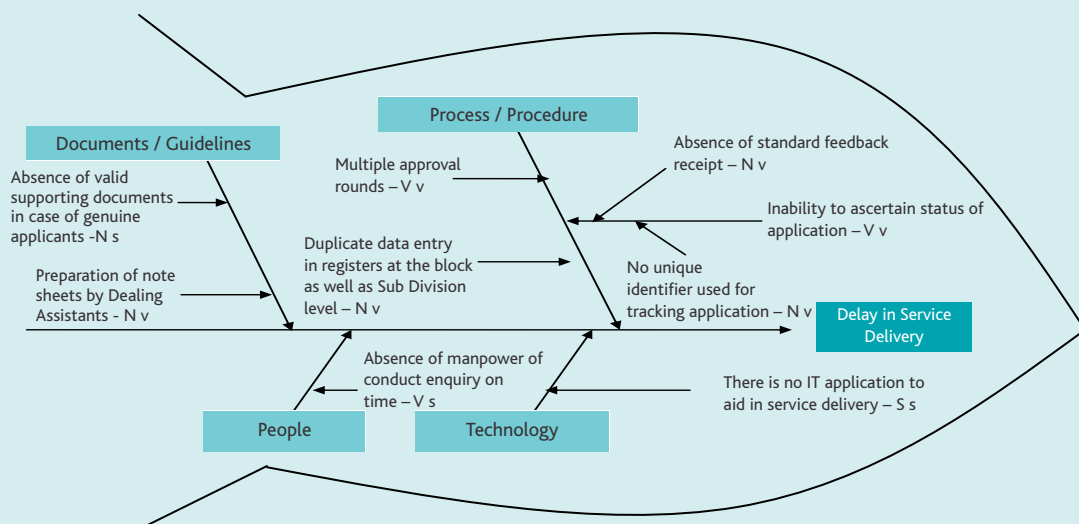 Documents / Guidelines
Absence of valid
supporting documents
in case of genuine
applicants -N s
Preparation of note
sheets by Dealing
Assistants - N v
Process / Procedure
Multiple approval
rounds – V v
Duplicate data entry
in registers at the block
as well as Sub Division
level – N v
Absence of standard feedback
receipt – N v
Inability to ascertain status of
application – V v
No unique
identifier used for
tracking application – N v
Delay in Service
Delivery
Absence of manpower of
conduct enquiry on
time – V s
People
There is no IT application to
aid in service delivery – S s
Technology